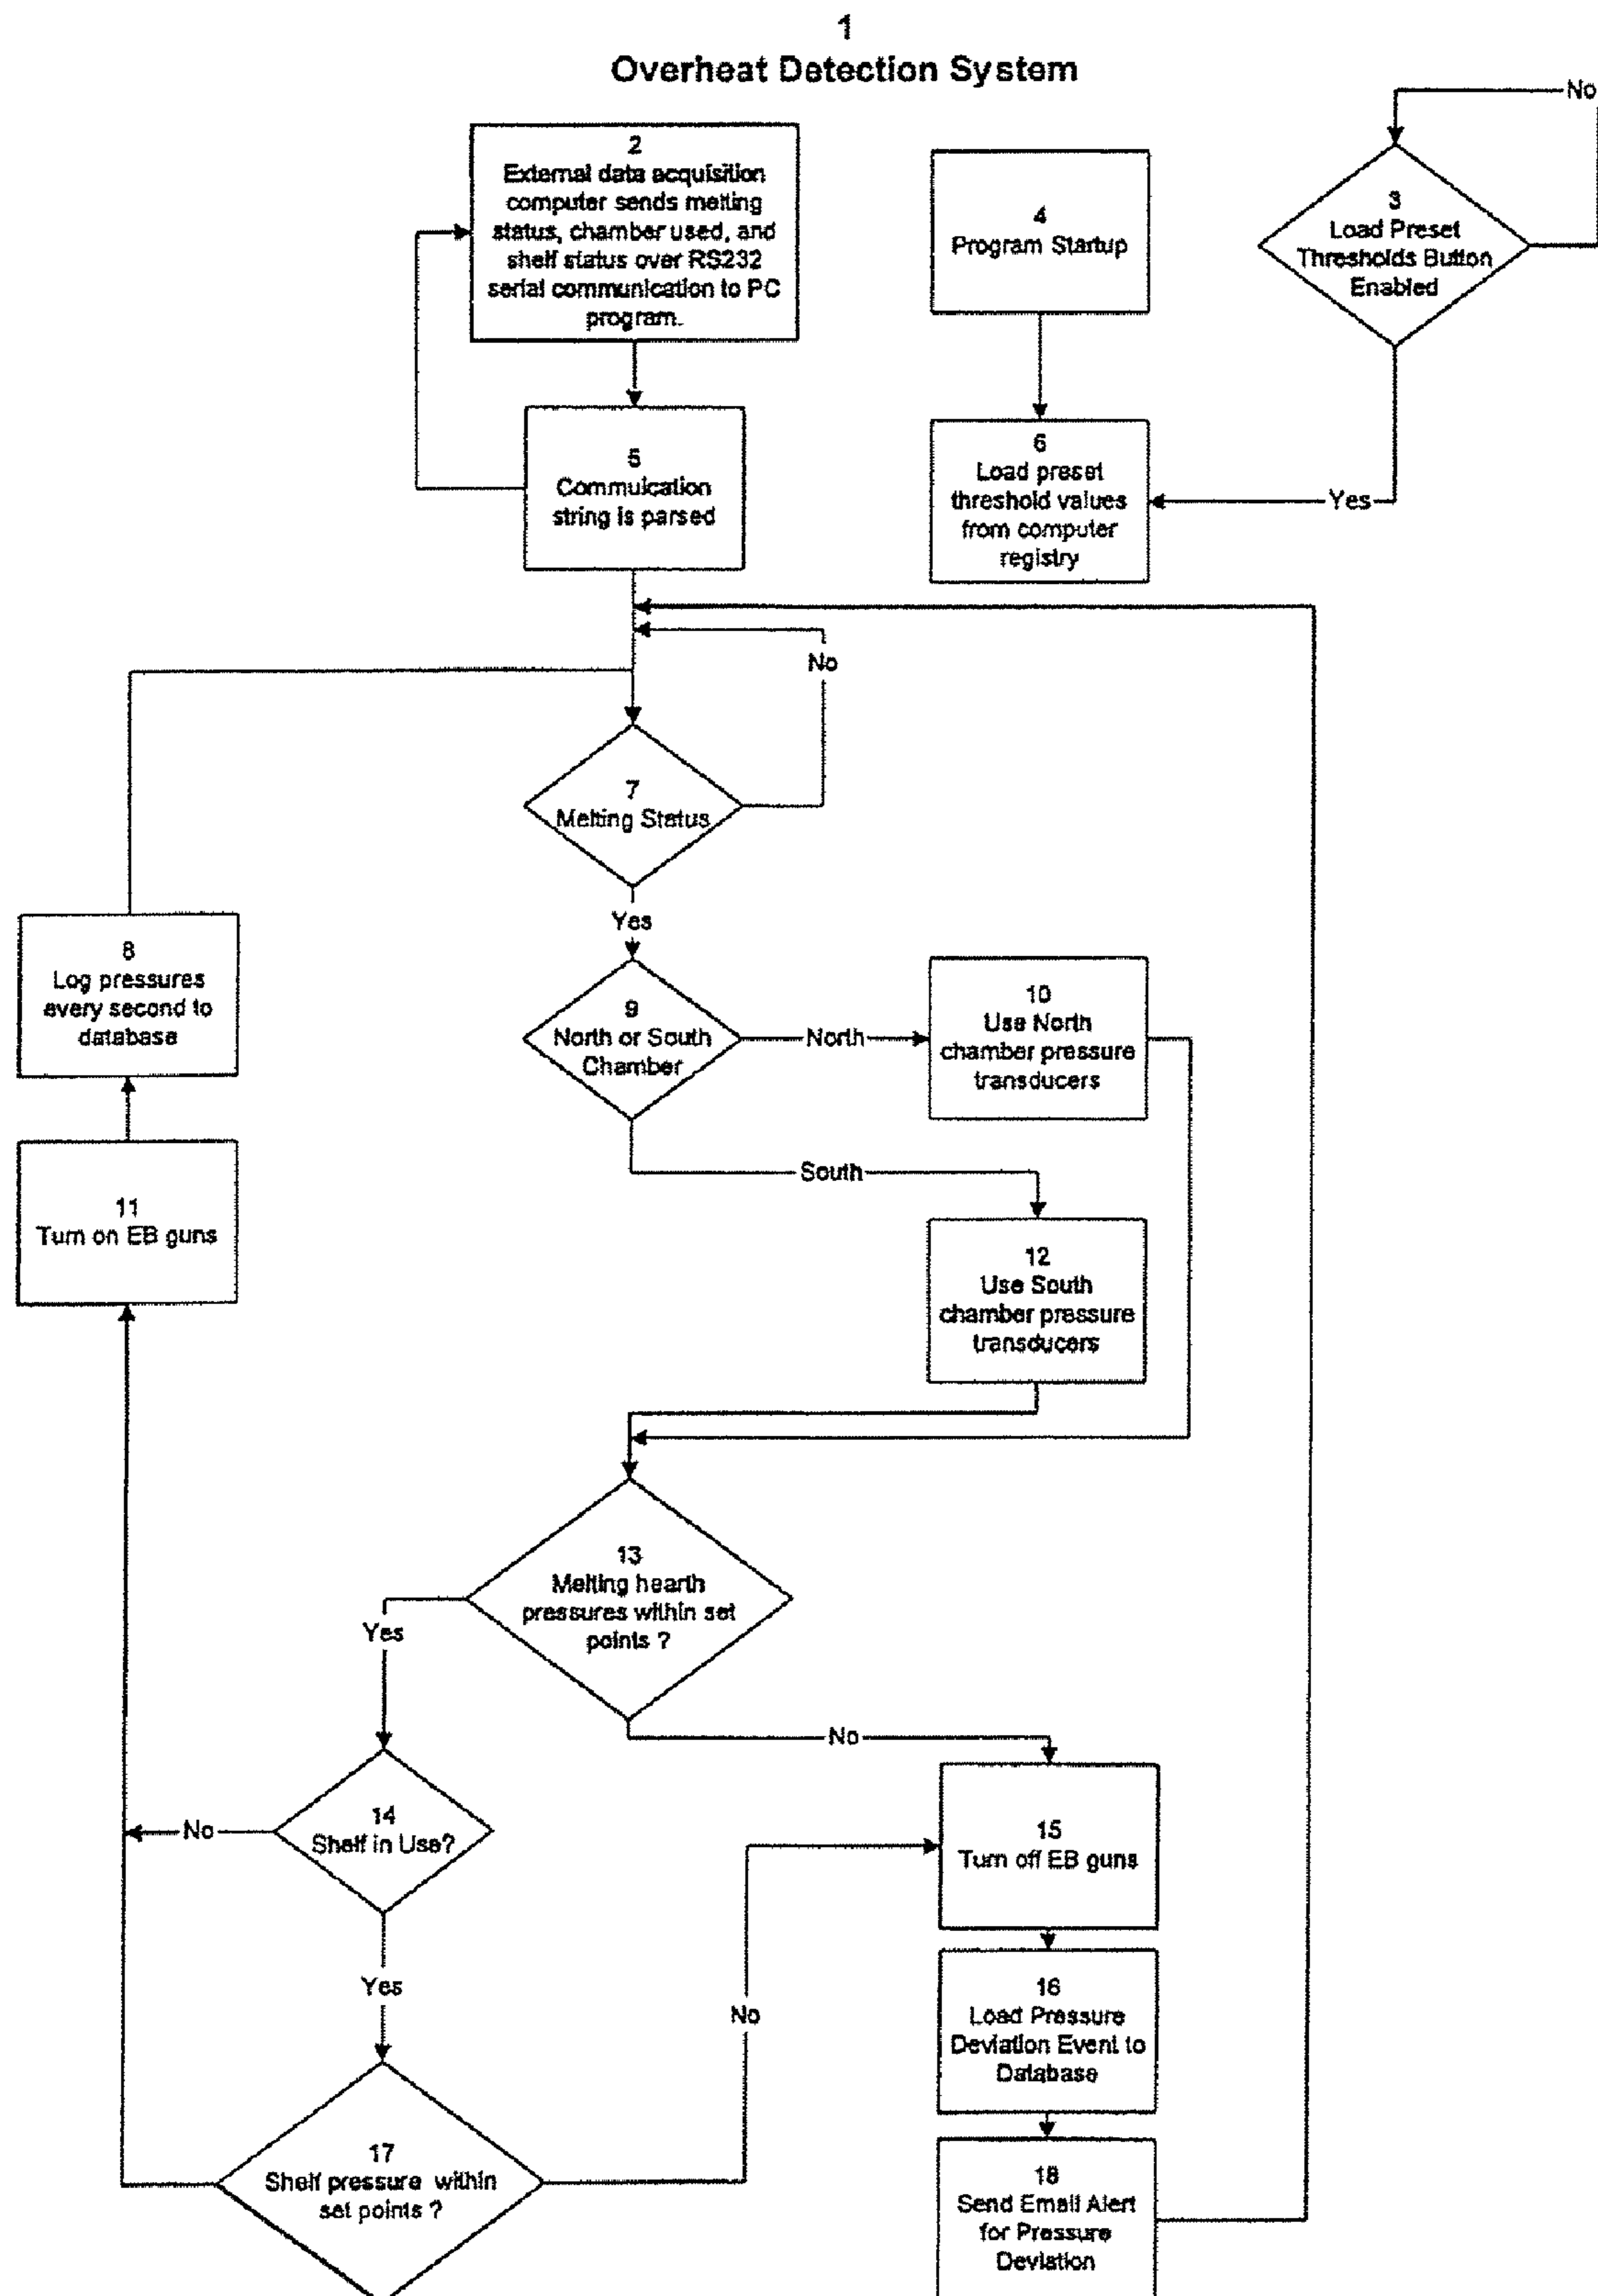 1
Overheat Detection System
No
2
External data acquisition
computer sends melting
status, chamber used, and
shelf status over RS232
serial communication to PC
program.
4
Program Startup
3
Load Preset
Thresholds Button
Enabled
5
Commuication
string is parsed
6
Load preset
threshold values
from computer
registry
Yes
No
7
Melting Status
Yes
8
Log pressures
every second to
database
9
North or South
Chamber
North
10
Use North
chamber pressure
transducers
South
11
Turn on EB guns
12
Use South
chamber pressure
transducers
13
Melting hearth
pressures within set
points ?
Yes
No
14
Shelf in Use?
No
15
Turn off EB guns
Yes
No
16
Load Pressure
Deviation Event to
Database
17
Shelf pressure within
set points ?
18
Send Email Alert
for Pressure
Deviation